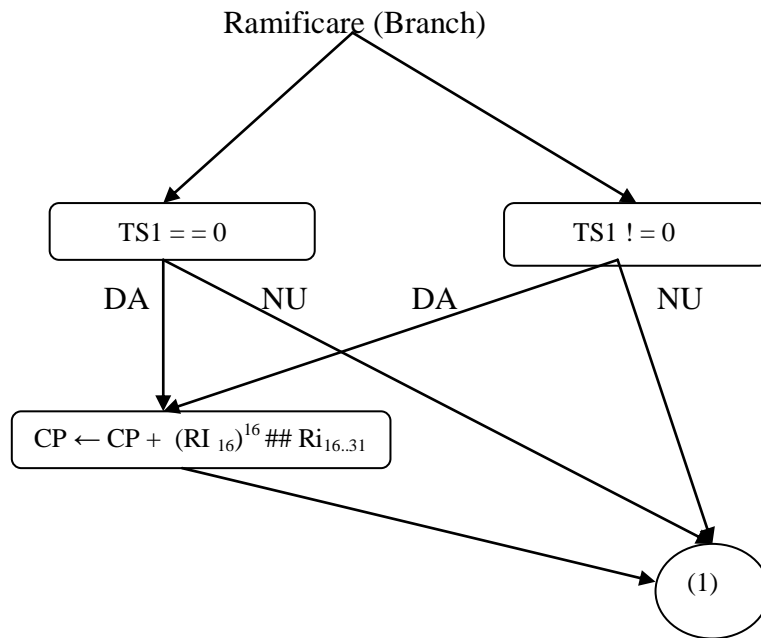 Ramificare (Branch)
TS1 = = 0
TS1 ! = 0
DA
NU
DA
NU
CP ← CP + (RI 16)16 ## Ri16..31
(1)